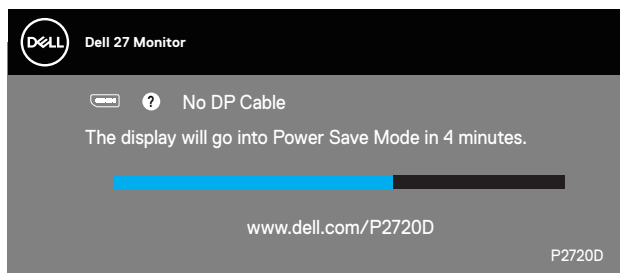 DELL
Dell 27 Monitor
? No DP Cable
The display will go into Power Save Mode in 4 minutes.
www.dell.com/P2720D
P2720D